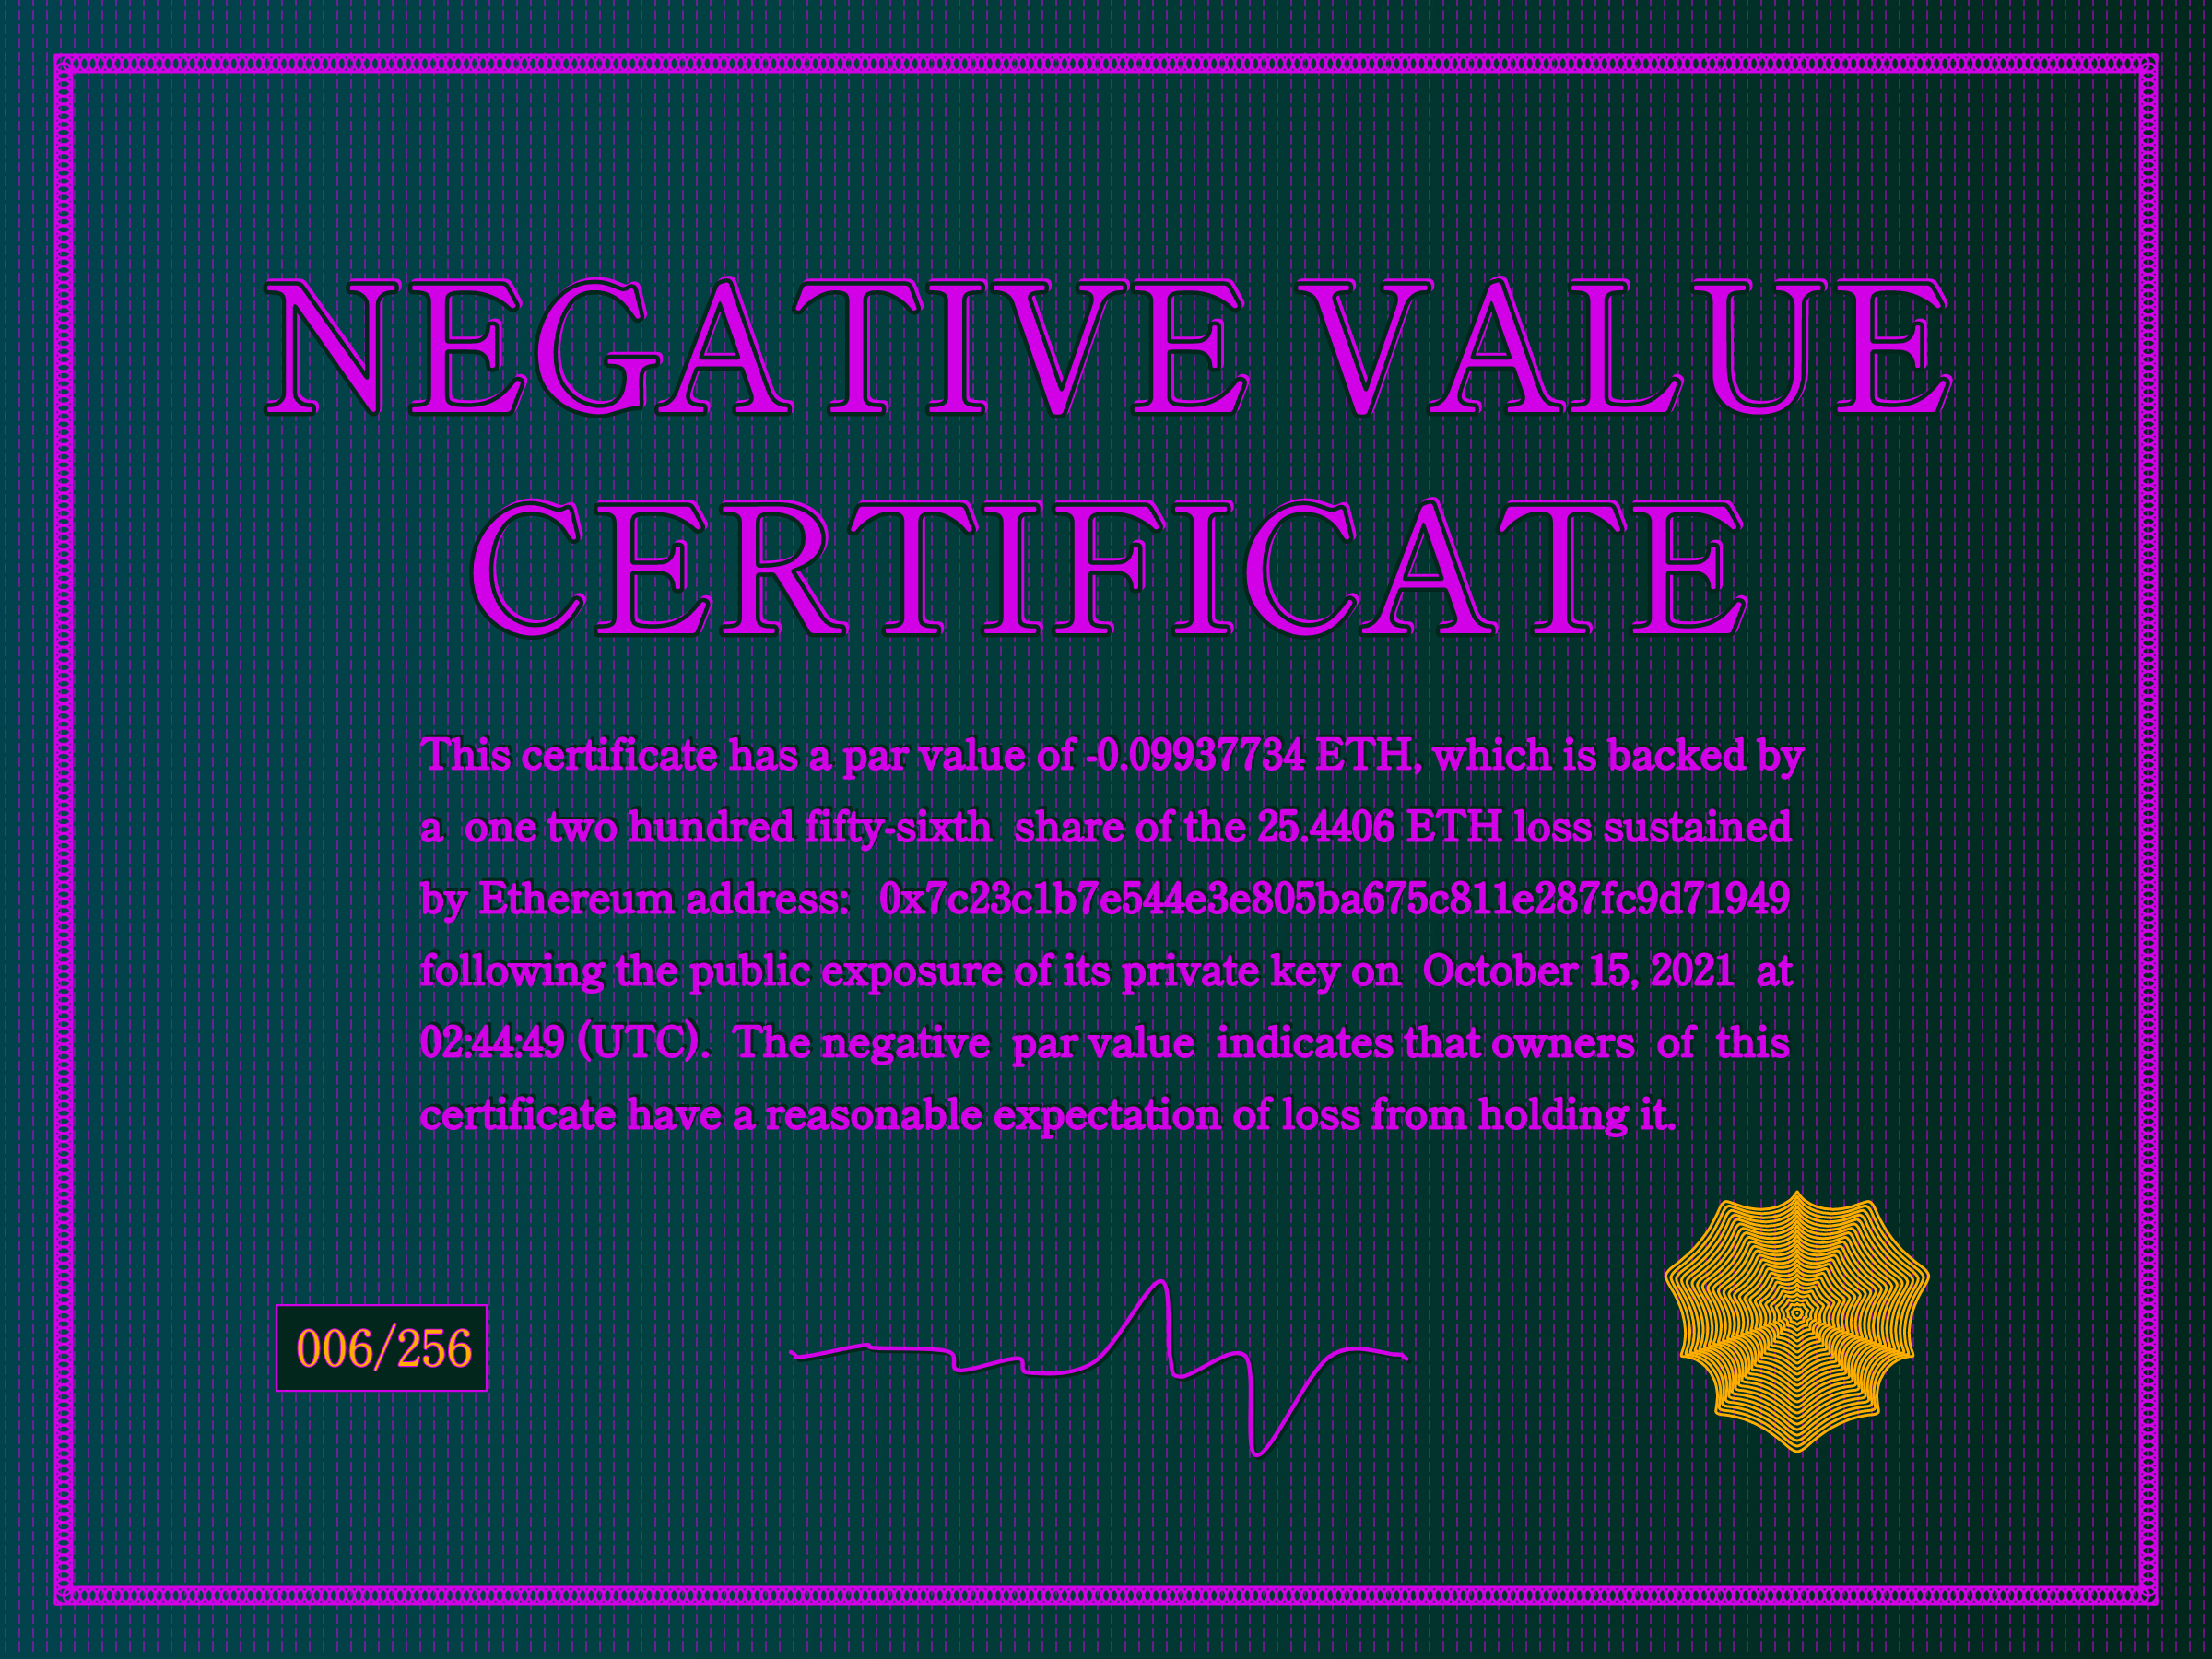 NEGATIVE VALUE
CERTIFICATE
This certificate has a par value of -0.09937734 ETH, which is backed by
a one two hundred fifty-sixth share of the 25.4406 ETH loss sustained
by Ethereum address: 0x7c23c1b7e544e3e805ba675c811e287fc9d71949
following the public exposure of its private key on October 15, 2021 at
02:44:49 (UTC). The negative par value indicates that owners of this
certificate have a reasonable expectation of loss from holding it.
006/256